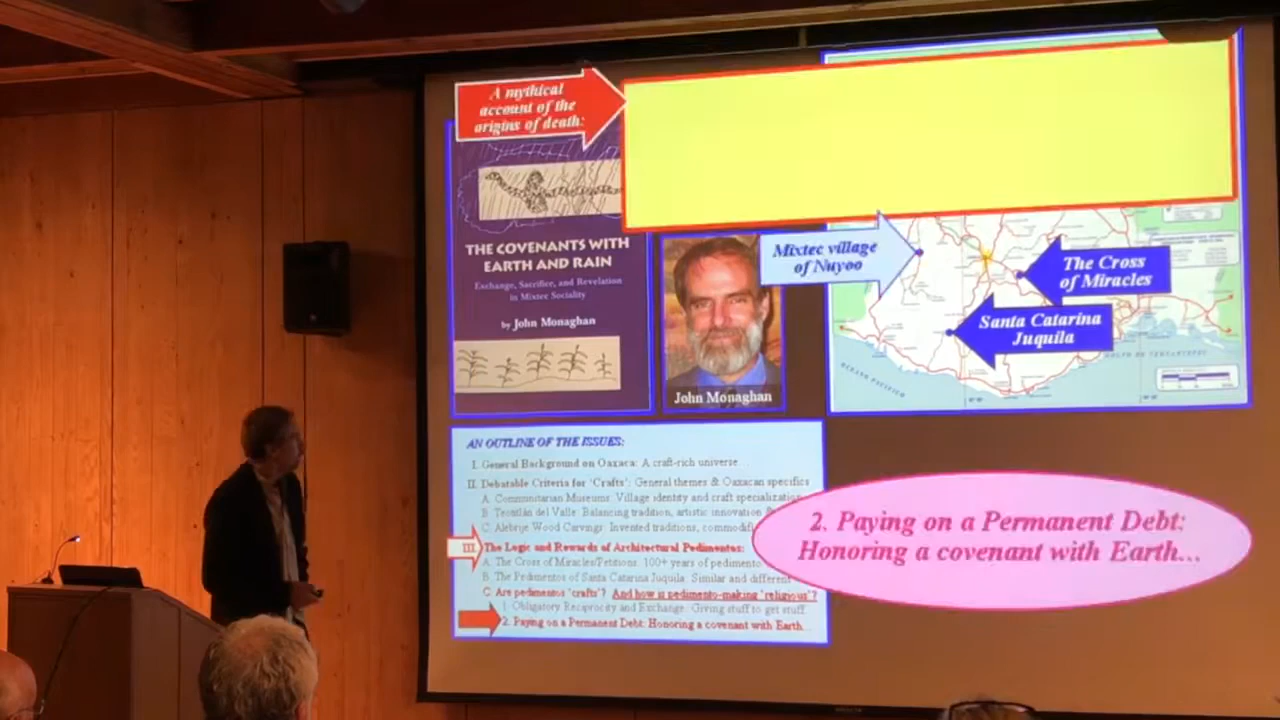 A mythical
account of the
origins of death:
THE COVENANTS WITH
EARTH AND RAIN
Exchange, Sacrifice, and Revelation
in Mixtec Sociality
by John Monaghan
John Monaghan
Mixtec village
of Nuyoo
The Cross
of Miracles
Santa Catarina
Juquila
OCEANO PACIFICO
GOLFO DE TEHUANTEPEC
AN OUTLINE OF THE ISSUES:
I. General Background on Oaxaca: A craft-rich universe...
II. Debatable Criteria for 'Crafts': General themes & Oaxacan specifics
A. Communitarian Museums: Village identity and craft specialization
B. Teotitlán del Valle: Balancing tradition, artistic innovation &
C. Alebrije Wood Carvings: Invented traditions,
III. The Logic and Rewards of Architectural Pedimentos:
A. The Cross of Miracles/Petitions: 100+ years of pedimento
B. The Pedimentos of Santa Catarina Juquila: Similar and different
C. Are pedimentos 'crafts'? And how is pedimento-making 'religious'?
1. Obligatory Reciprocity and Exchange: Giving stuff to get stuff
2. Paying on a Permanent Debt: Honoring a covenant with Earth...
2. Paying on a Permanent Debt:
Honoring a covenant with Earth...